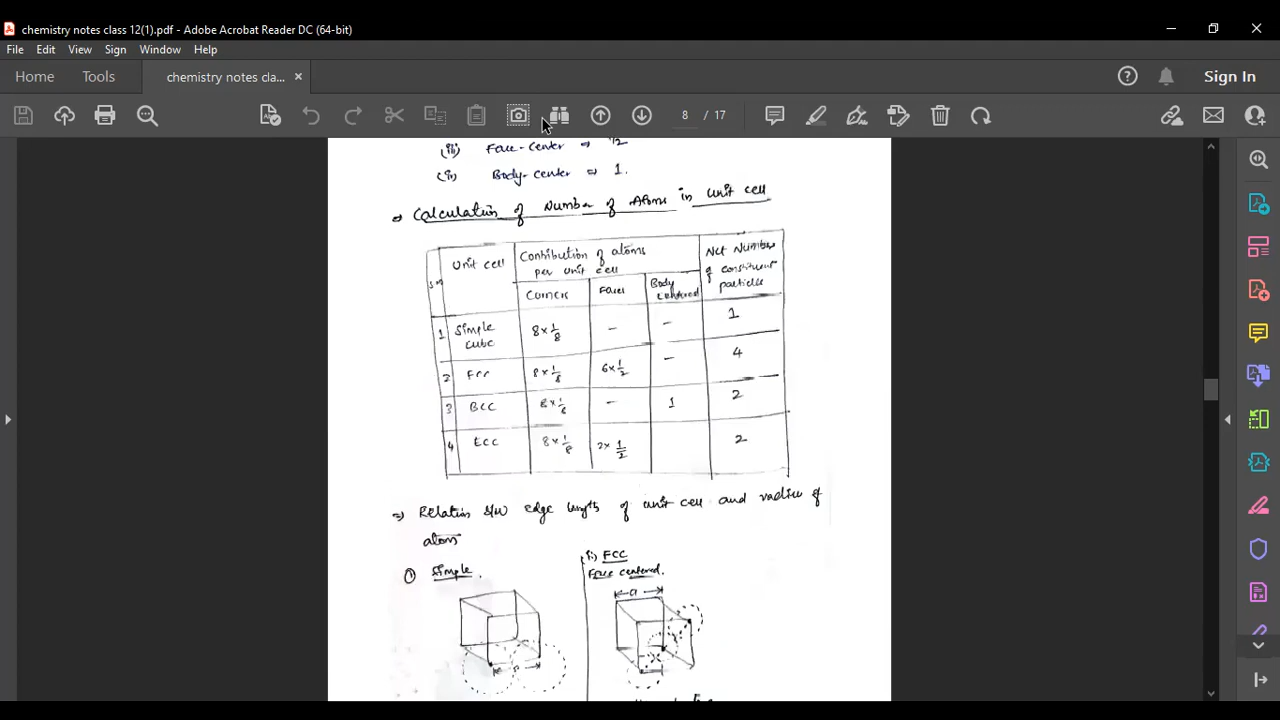 chemistry notes class 12(1).pdf - Adobe Acrobat Reader DC (64-bit)
File Edit View Sign Window Help
Home Tools chemistry notes cla... × Sign In
8 / 17
(iii) Face-center ⇒ 1/2
Body-center ⇒ 1.
⇒ Calculation of Number of Atoms in unit cell
Unit cell Contribution of atoms per unit cell Net Number of constituent particles
Corners Faces Body centered
1 Simple cubc 8 × 1/8 – – 1
2 Fcc 8 × 1/8 6 × 1/2 – 4
3 BCC 8 × 1/8 – 1 2
4 Ecc 8 × 1/8 2 × 1/2 2
⇒ Relation b/w edge length of unit cell and radius of
atom
① Simple.
ii) FCC
Face centered.
a